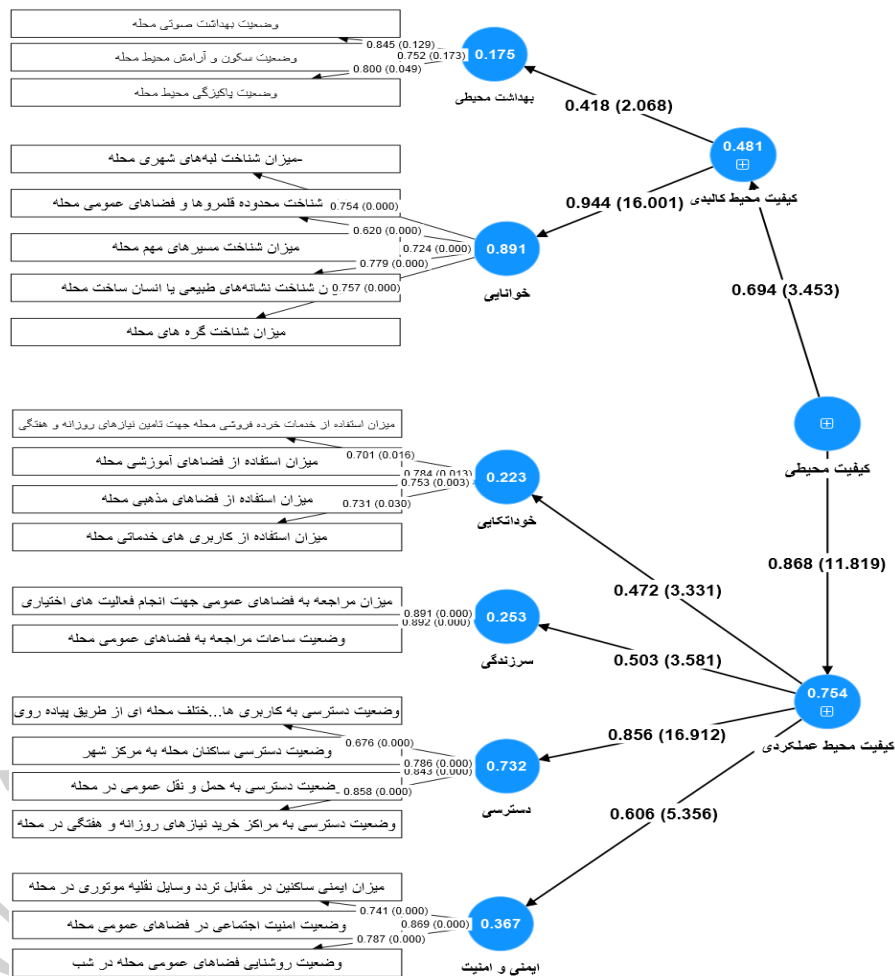 وضعیت بهداشت صوتی محله
0.845 (0.129)
0.752 (0.173)
وضعیت سکون و آرامش محیط محله
0.800 (0.049)
وضعیت پاکیزگی محیط محله
0.175
بهداشت محیطی
0.418 (2.068)
0.481
کیفیت محیط کالبدی
-میزان شناخت لبه‌های شهری محله
شناخت محدوده قلمروها و فضاهای عمومی محله
0.754 (0.000)
0.620 (0.000)
میزان شناخت مسیرهای مهم محله
0.724 (0.000)
0.779 (0.000)
ن شناخت نشانه‌های طبیعی یا انسان ساخت محله
0.757 (0.000)
میزان شناخت گره های محله
0.891
خوانایی
0.944 (16.001)
0.694 (3.453)
کیفیت محیطی
میزان استفاده از خدمات خرده فروشی محله جهت تامین نیازهای روزانه و هفتگی
0.701 (0.016)
میزان استفاده از فضاهای آموزشی محله
0.784 (0.013)
0.753 (0.003)
میزان استفاده از فضاهای مذهبی محله
0.731 (0.030)
میزان استفاده از کاربری های خدماتی محله
0.223
خوداتکایی
0.868 (11.819)
0.472 (3.331)
میزان مراجعه به فضاهای عمومی جهت انجام فعالیت های اختیاری
0.891 (0.000)
0.892 (0.000)
وضعیت ساعات مراجعه به فضاهای عمومی محله
0.253
سرزندگی
0.503 (3.581)
0.754
کیفیت محیط عملکردی
وضعیت دسترسی به کاربری ها...ختلف محله ای از طریق پیاده روی
0.676 (0.000)
وضعیت دسترسی ساکنان محله به مرکز شهر
0.786 (0.000)
0.843 (0.000)
وضعیت دسترسی به حمل و نقل عمومی در محله
0.858 (0.000)
وضعیت دسترسی به مراکز خرید نیازهای روزانه و هفتگی در محله
0.732
دسترسی
0.856 (16.912)
0.606 (5.356)
میزان ایمنی ساکنین در مقابل تردد وسایل نقلیه موتوری در محله
0.741 (0.000)
وضعیت امنیت اجتماعی در فضاهای عمومی محله
0.869 (0.000)
0.787 (0.000)
وضعیت روشنایی فضاهای عمومی محله در شب
0.367
ایمنی و امنیت